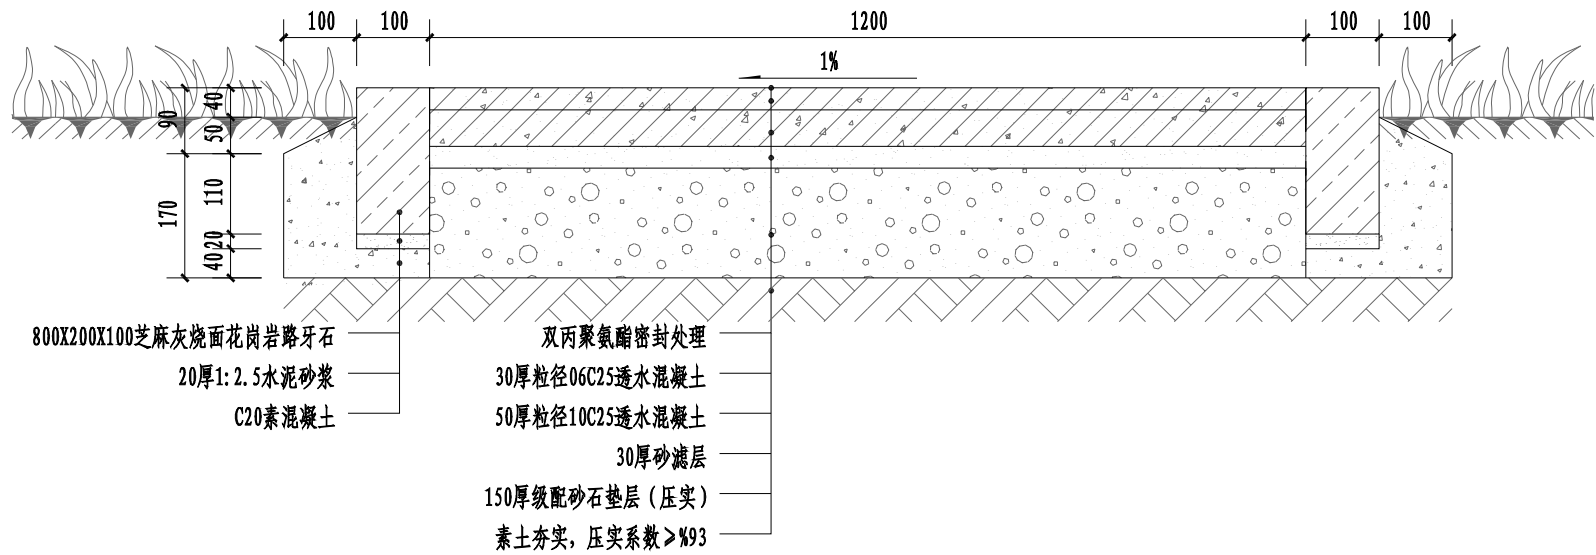 100 100 1200 100 100
1%
90
40
50
110
170
20
40
800X200X100芝麻灰烧面花岗岩路牙石
20厚1:2.5水泥砂浆
C20素混凝土
双丙聚氨酯密封处理
30厚粒径06C25透水混凝土
50厚粒径10C25透水混凝土
30厚砂滤层
150厚级配砂石垫层（压实）
素土夯实，压实系数≥%93